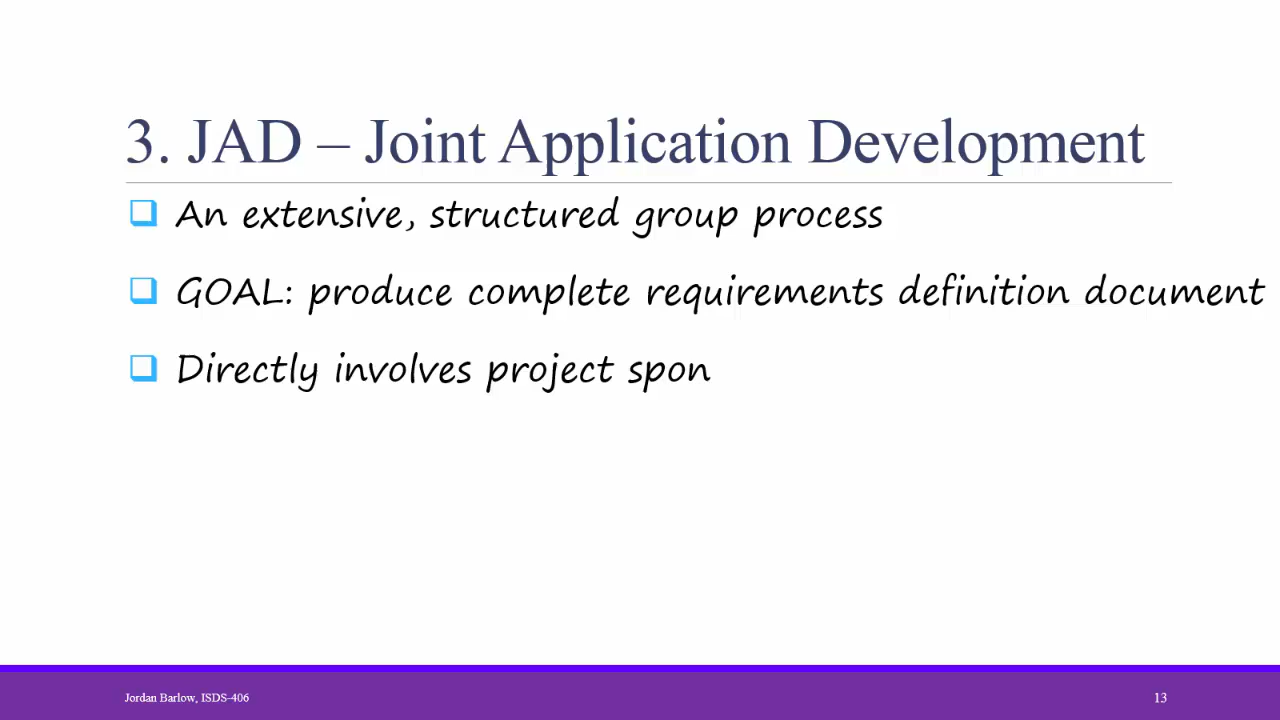 3. JAD – Joint Application Development
An extensive, structured group process
GOAL: produce complete requirements definition document
Directly involves project spon
Jordan Barlow, ISDS-406
13